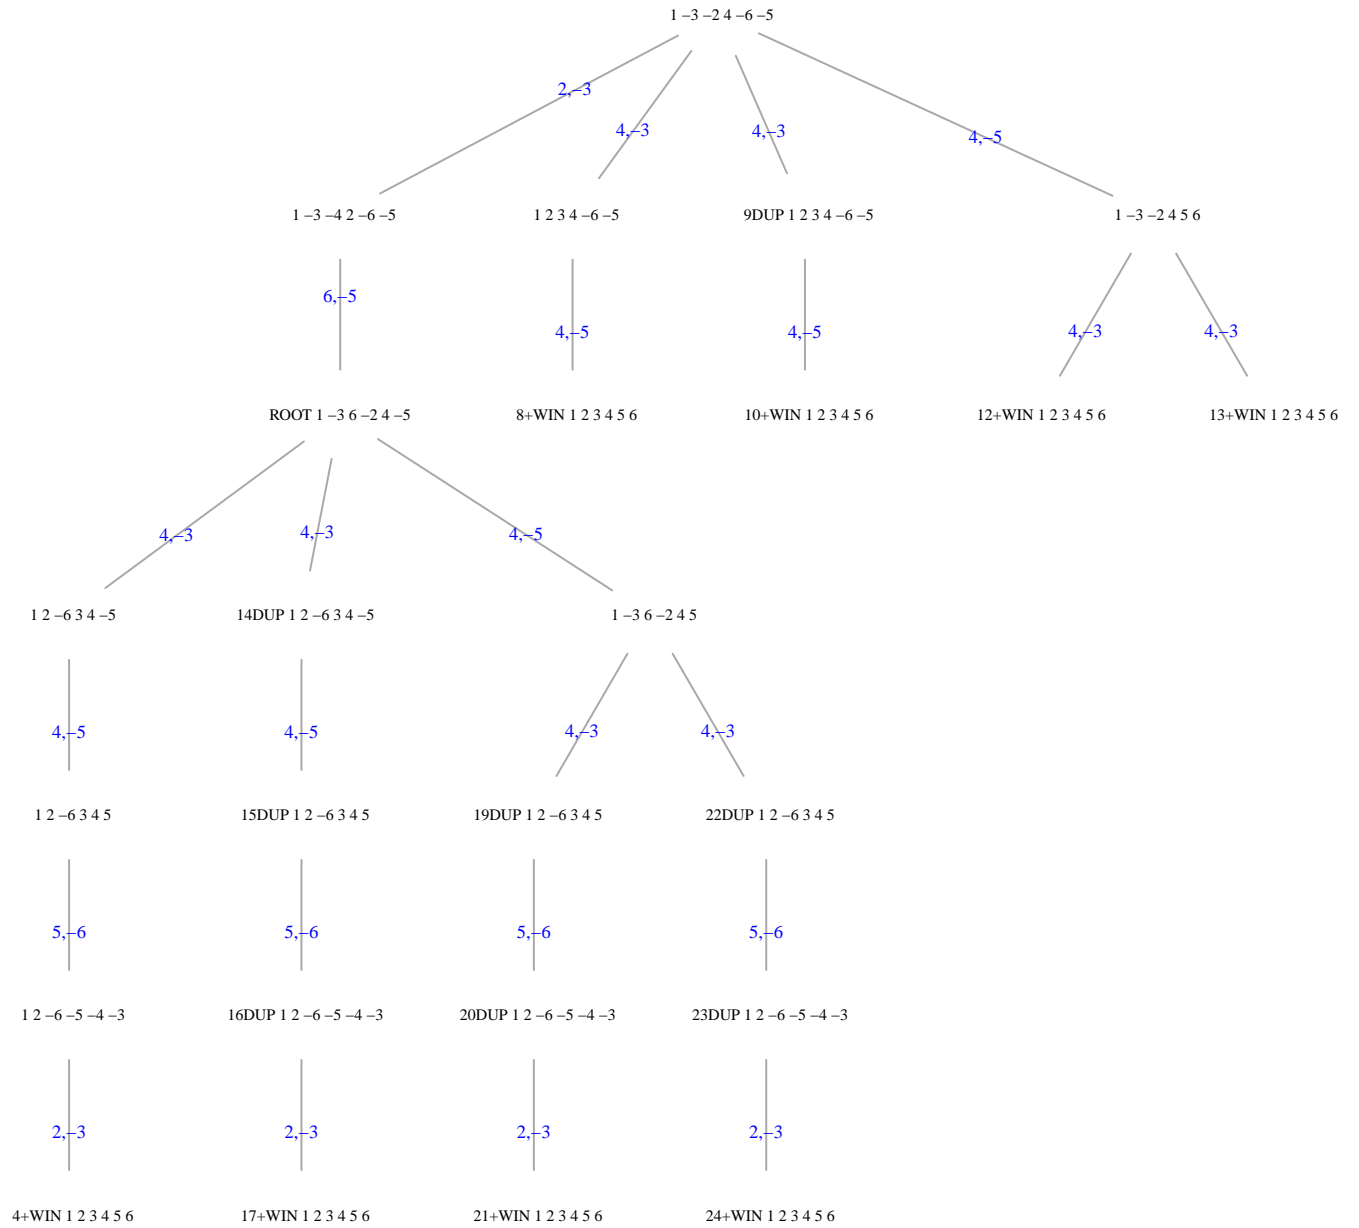 1 –3 –2 4 –6 –5
2,–3
4,–3
4,–3
4,–5
1 –3 –4 2 –6 –5
1 2 3 4 –6 –5
9DUP 1 2 3 4 –6 –5
1 –3 –2 4 5 6
6,–5
4,–5
4,–5
4,–3
4,–3
ROOT 1 –3 6 –2 4 –5
8+WIN 1 2 3 4 5 6
10+WIN 1 2 3 4 5 6
12+WIN 1 2 3 4 5 6
13+WIN 1 2 3 4 5 6
4,–3
4,–3
4,–5
1 2 –6 3 4 –5
14DUP 1 2 –6 3 4 –5
1 –3 6 –2 4 5
4,–5
4,–5
4,–3
4,–3
1 2 –6 3 4 5
15DUP 1 2 –6 3 4 5
19DUP 1 2 –6 3 4 5
22DUP 1 2 –6 3 4 5
5,–6
5,–6
5,–6
5,–6
1 2 –6 –5 –4 –3
16DUP 1 2 –6 –5 –4 –3
20DUP 1 2 –6 –5 –4 –3
23DUP 1 2 –6 –5 –4 –3
2,–3
2,–3
2,–3
2,–3
4+WIN 1 2 3 4 5 6
17+WIN 1 2 3 4 5 6
21+WIN 1 2 3 4 5 6
24+WIN 1 2 3 4 5 6